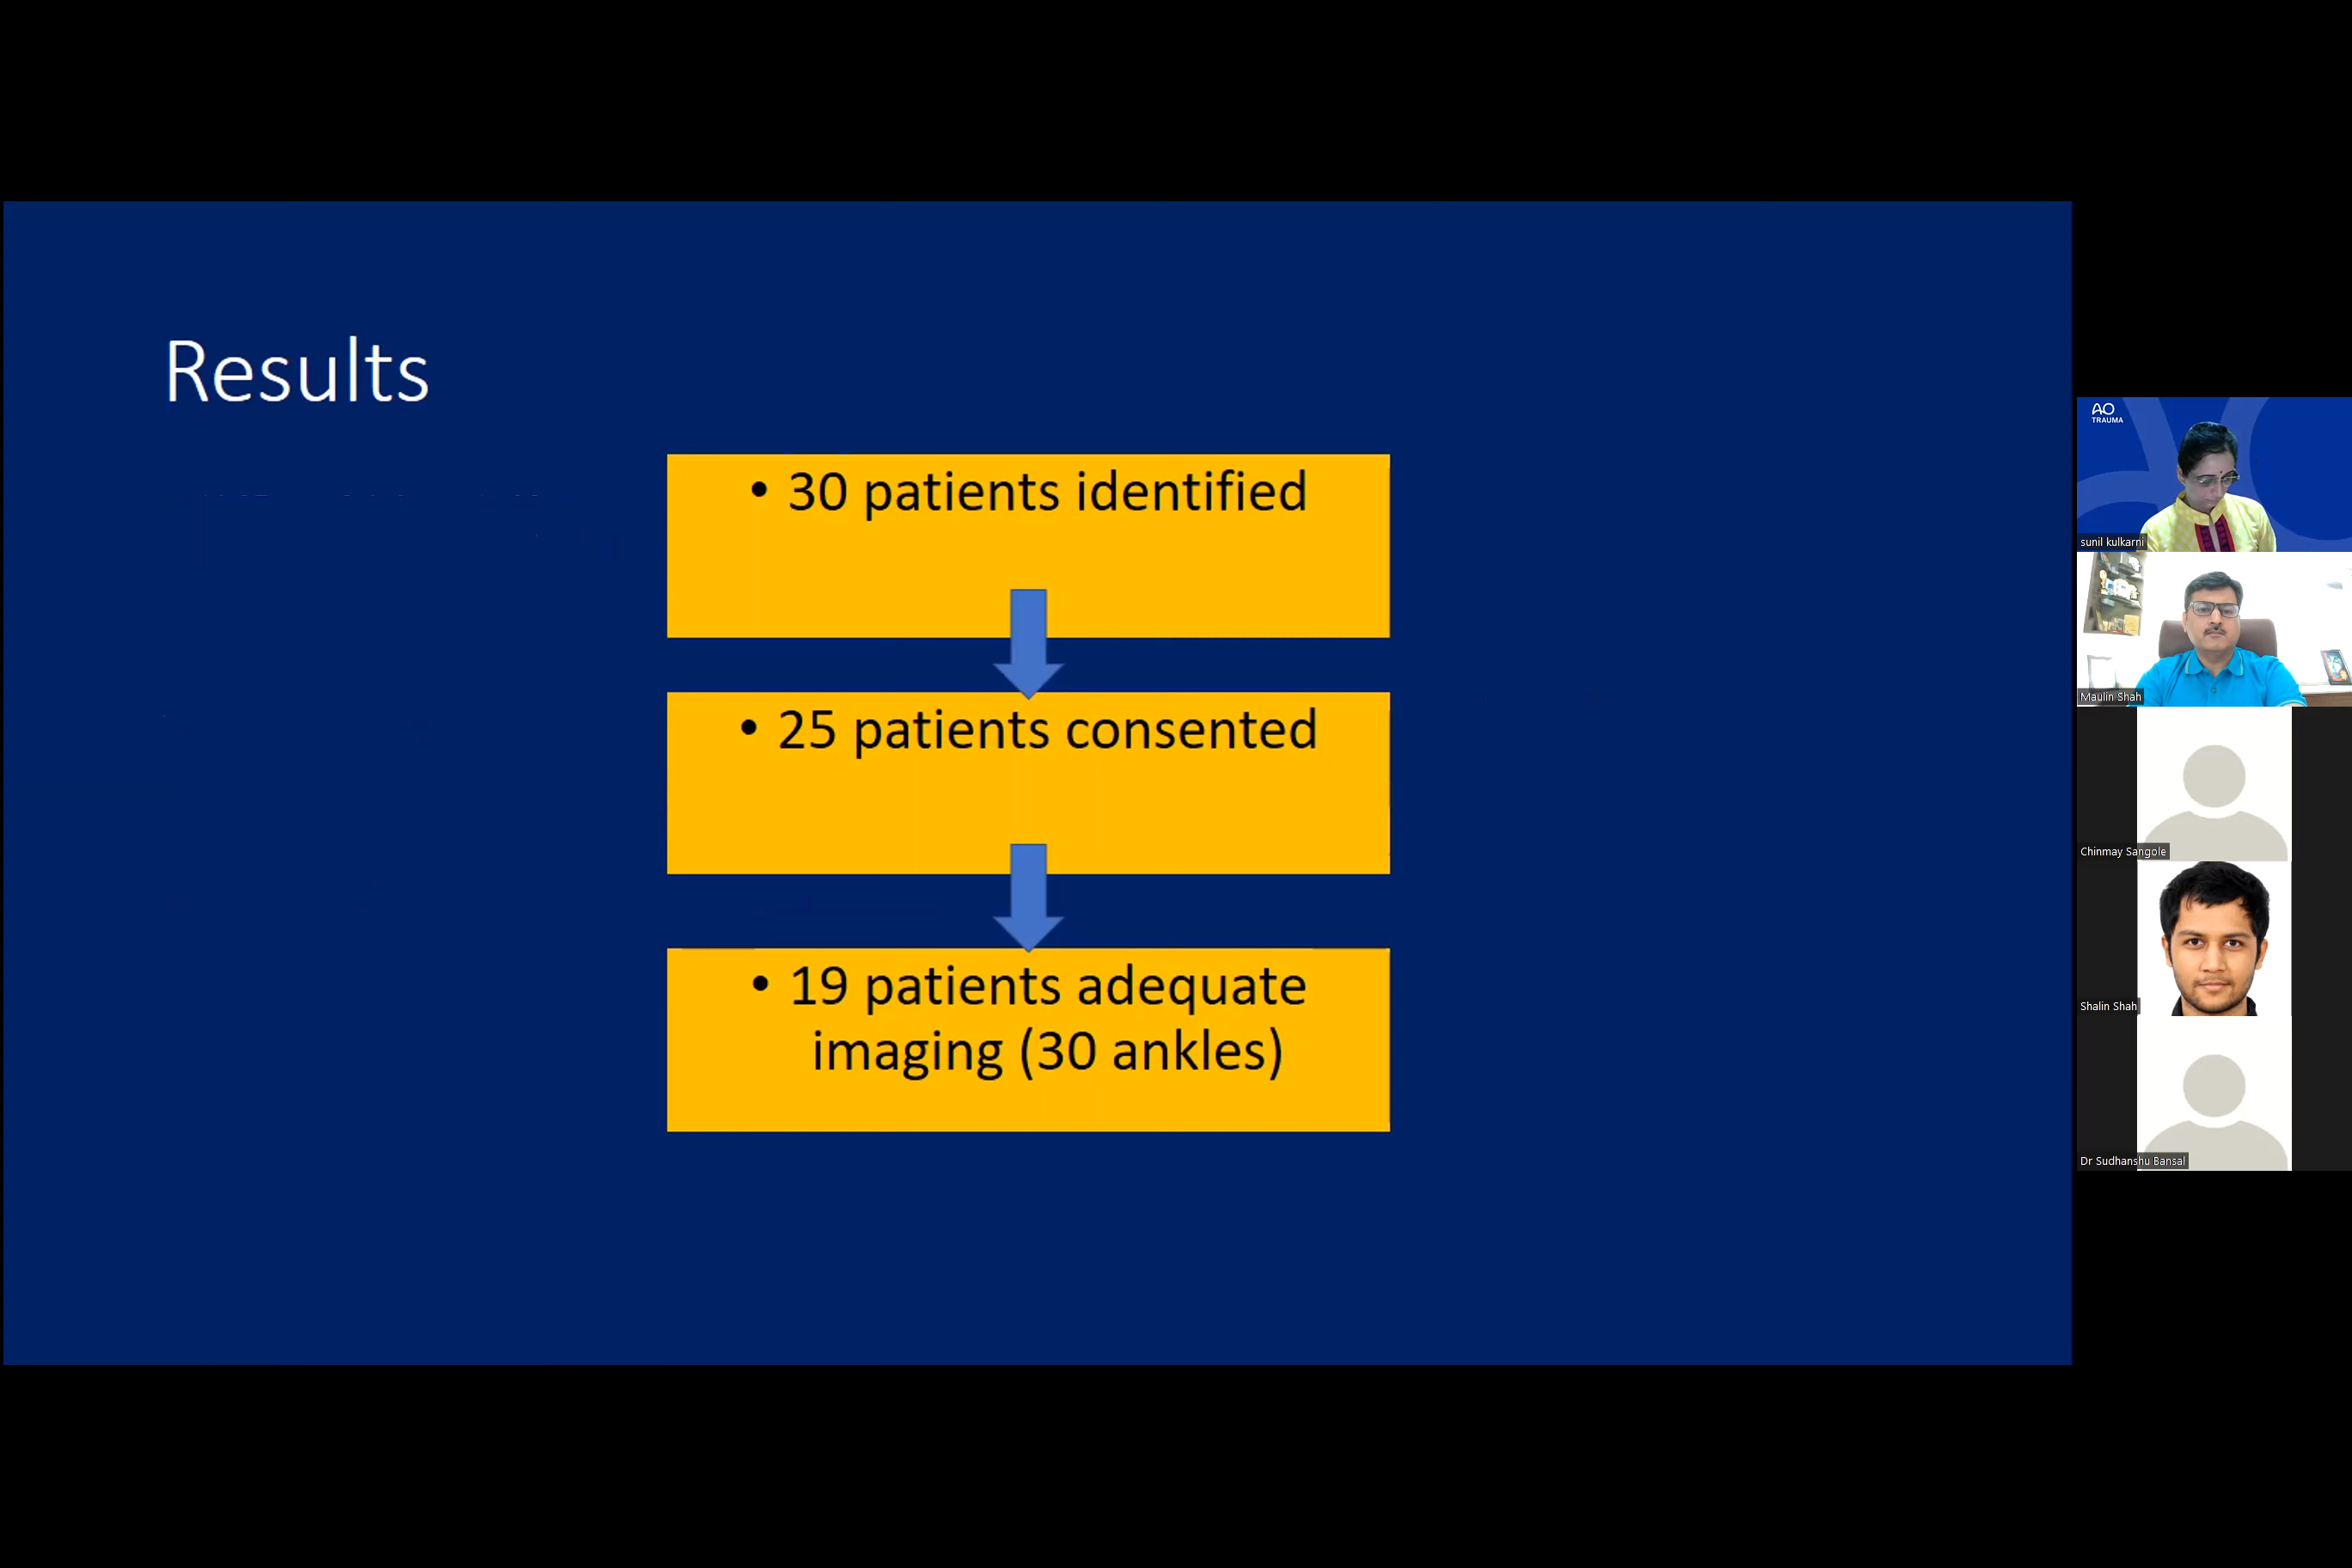 Results
• 30 patients identified
• 25 patients consented
• 19 patients adequate
imaging (30 ankles)
AO
TRAUMA
sunil kulkarni
Maulin Shah
Chinmay Sangole
Shalin Shah
Dr Sudhanshu Bansal